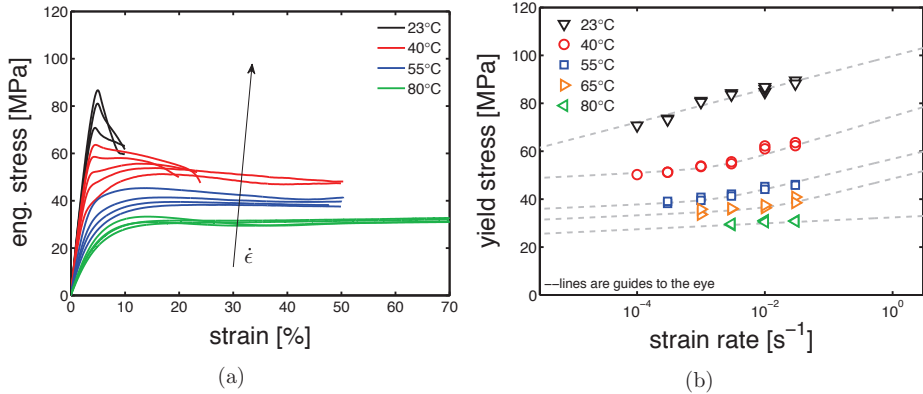 120
100
80
60
40
20
0
0 10 20 30 40 50 60 70
eng. stress [MPa]
strain [%]
23°C
40°C
55°C
80°C
ε̇
(a)
120
100
80
60
40
20
0
10⁻⁴ 10⁻² 10⁰
yield stress [MPa]
strain rate [s⁻¹]
23°C
40°C
55°C
65°C
80°C
−−lines are guides to the eye
(b)